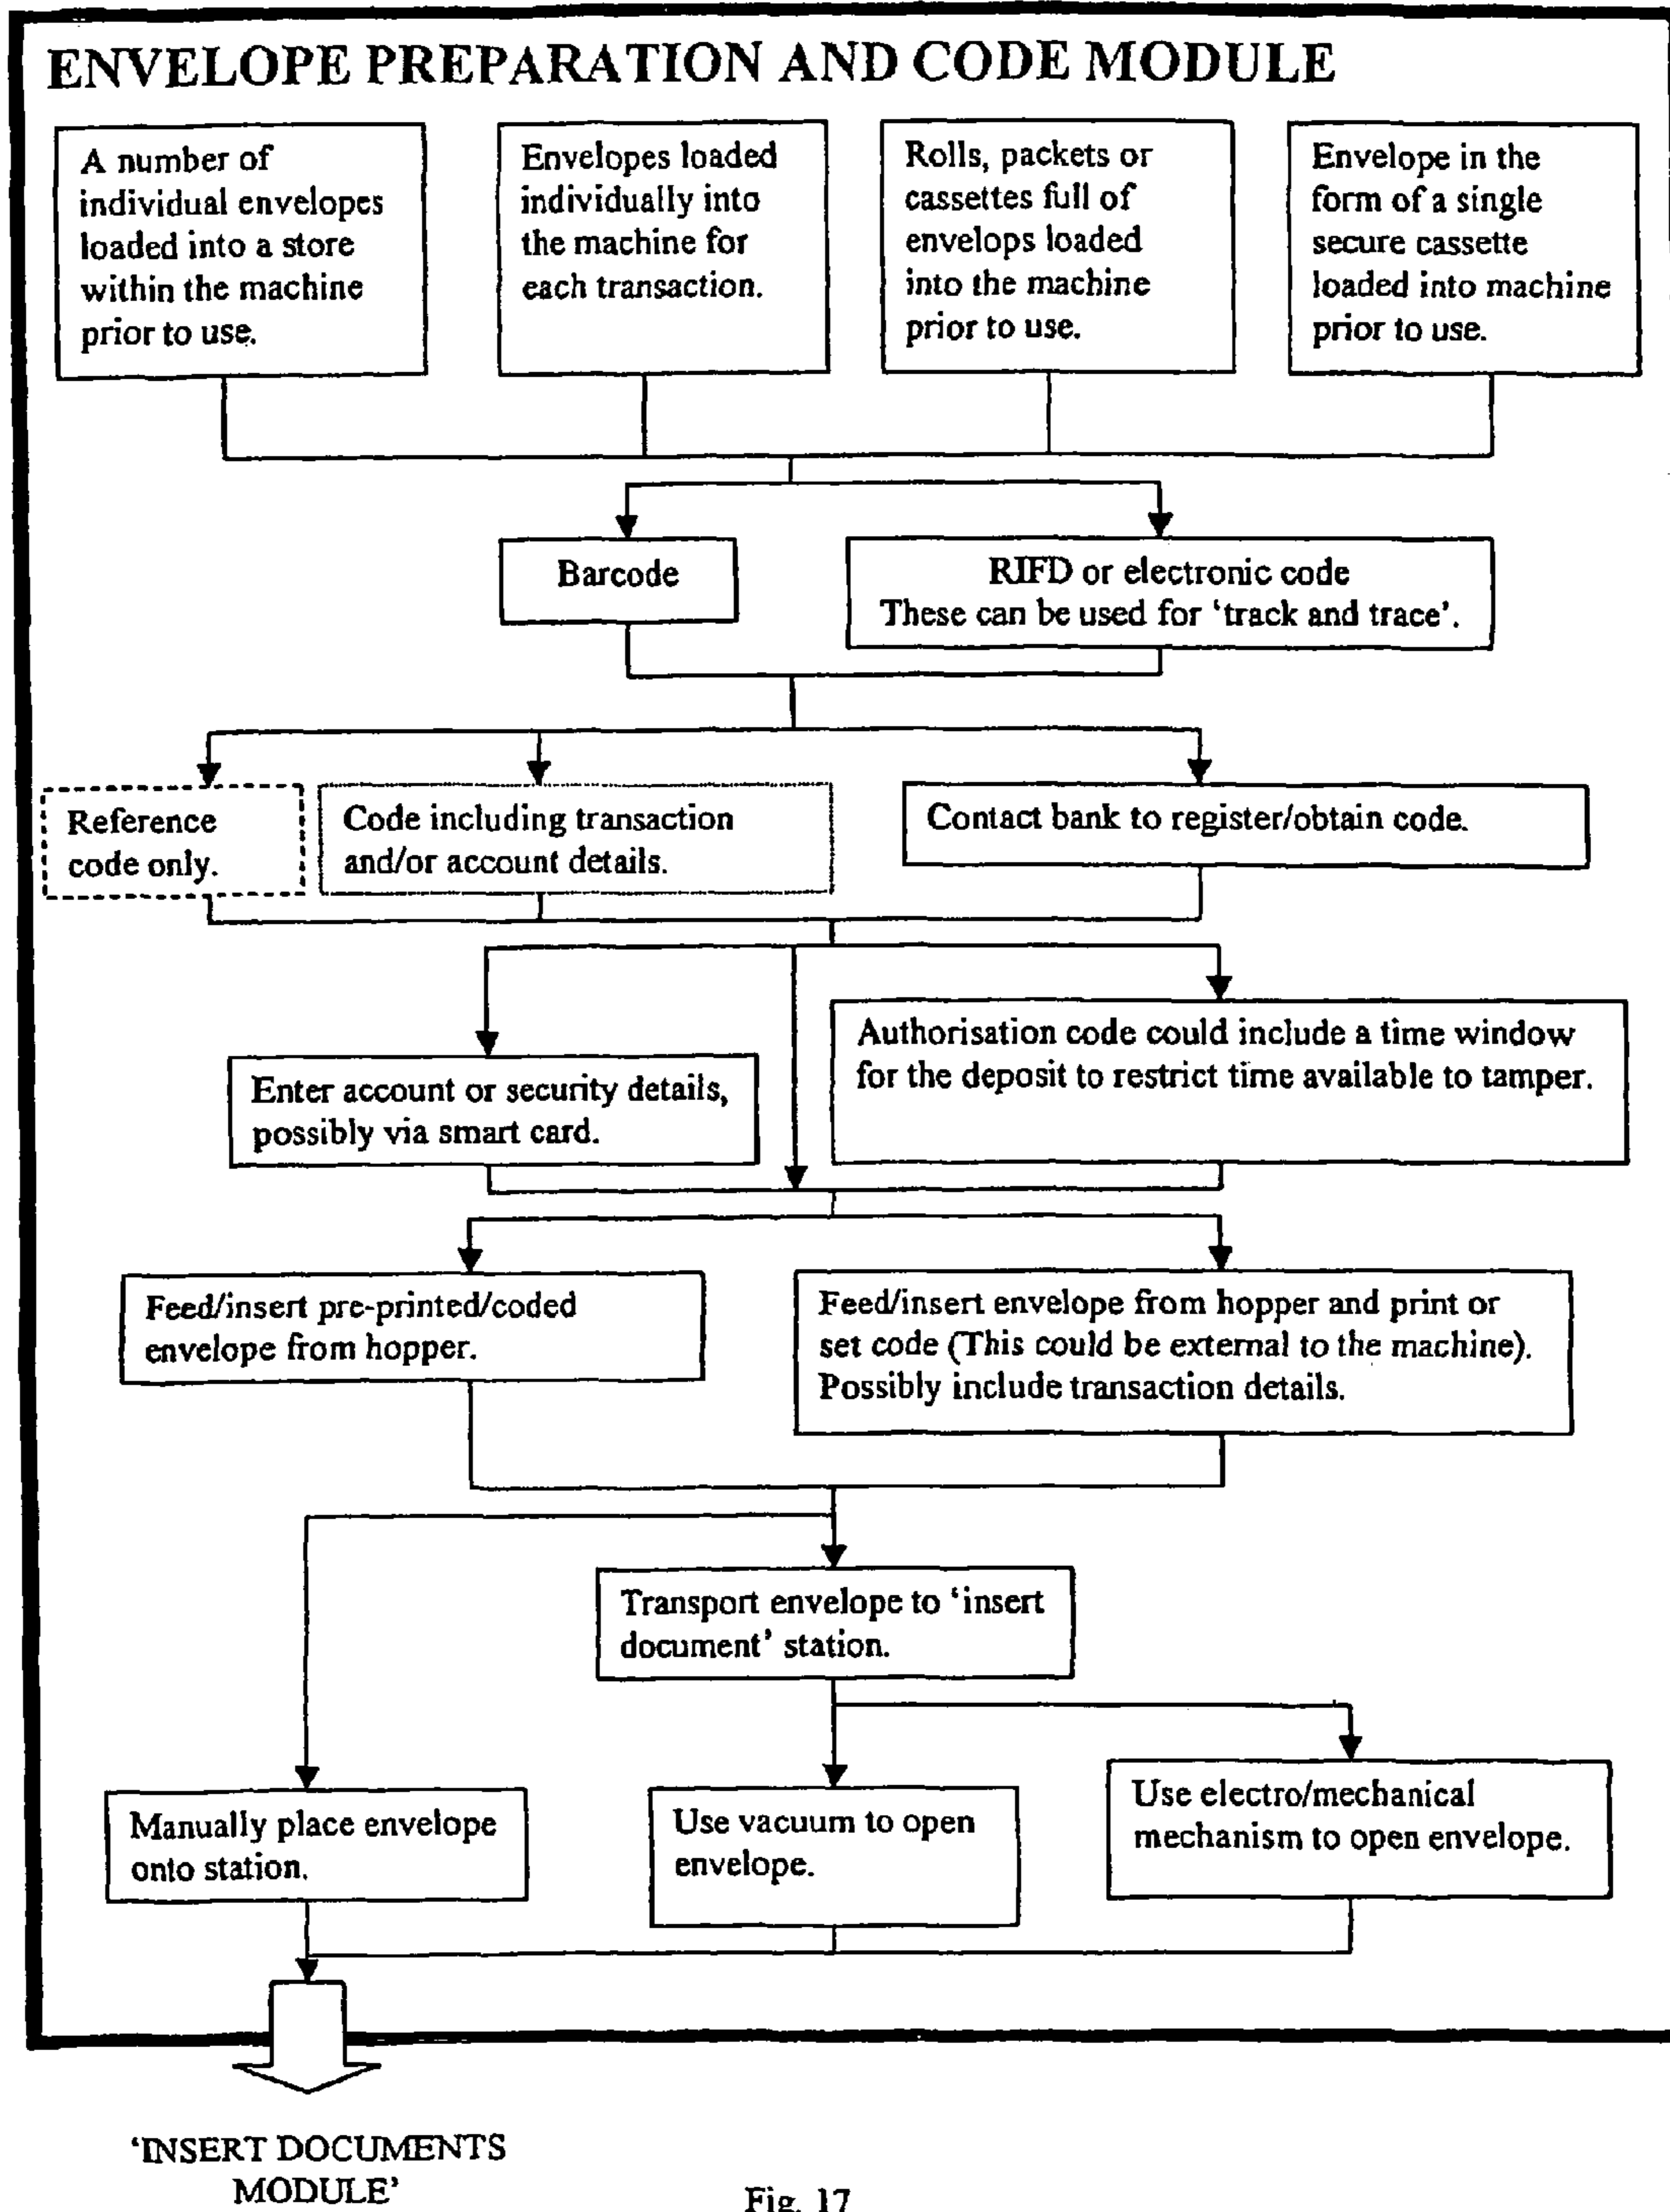 ENVELOPE PREPARATION AND CODE MODULE
A number of
individual envelopes
loaded into a store
within the machine
prior to use.
Envelopes loaded
individually into
the machine for
each transaction.
Rolls, packets or
cassettes full of
envelops loaded
into the machine
prior to use.
Envelope in the
form of a single
secure cassette
loaded into machine
prior to use.
Barcode
RIFD or electronic code
These can be used for ‘track and trace’.
Reference
code only.
Code including transaction
and/or account details.
Contact bank to register/obtain code.
Authorisation code could include a time window
for the deposit to restrict time available to tamper.
Enter account or security details,
possibly via smart card.
Feed/insert pre-printed/coded
envelope from hopper.
Feed/insert envelope from hopper and print or
set code (This could be external to the machine).
Possibly include transaction details.
Transport envelope to ‘insert
document’ station.
Manually place envelope
onto station.
Use vacuum to open
envelope.
Use electro/mechanical
mechanism to open envelope.
‘INSERT DOCUMENTS
MODULE’
Fig. 17